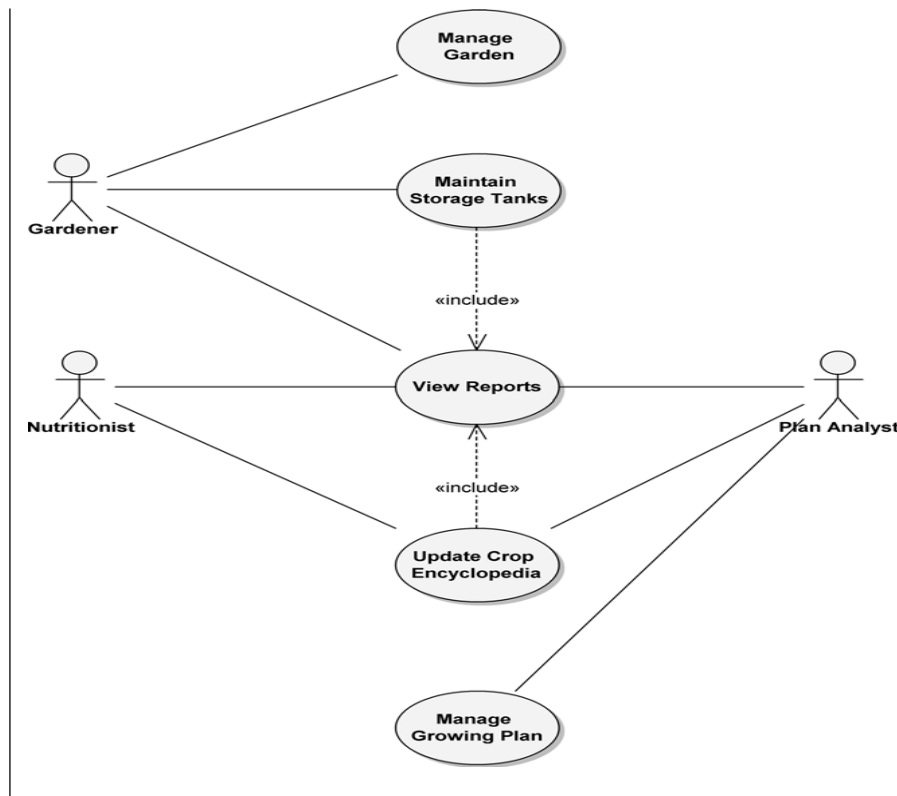 Manage
Garden
Maintain
Storage Tanks
Gardener
«include»
View Reports
Nutritionist
Plan Analyst
«include»
Update Crop
Encyclopedia
Manage
Growing Plan